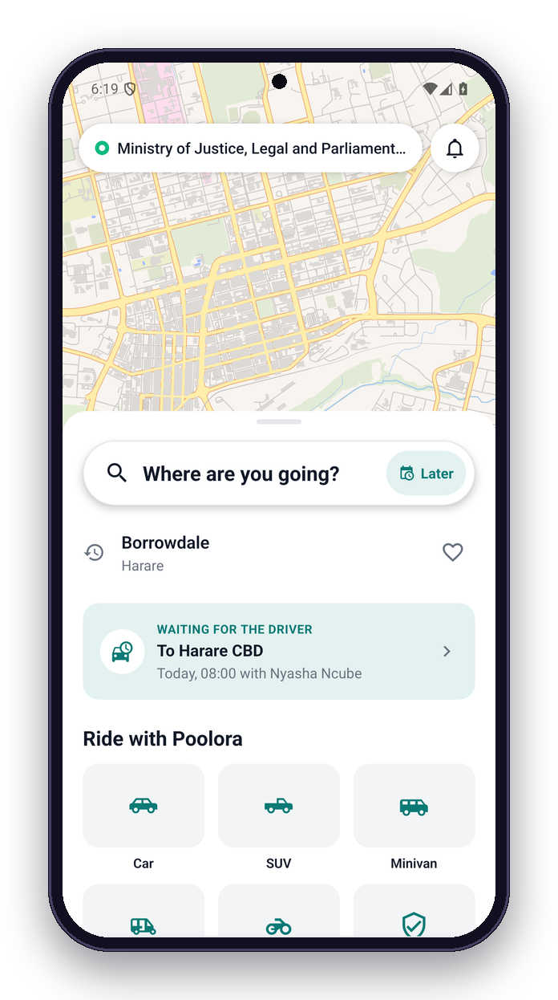 6:19
Ministry of Justice, Legal and Parliament...
Where are you going?
Later
Borrowdale
Harare
WAITING FOR THE DRIVER
To Harare CBD
Today, 08:00 with Nyasha Ncube
Ride with Poolora
Car
SUV
Minivan